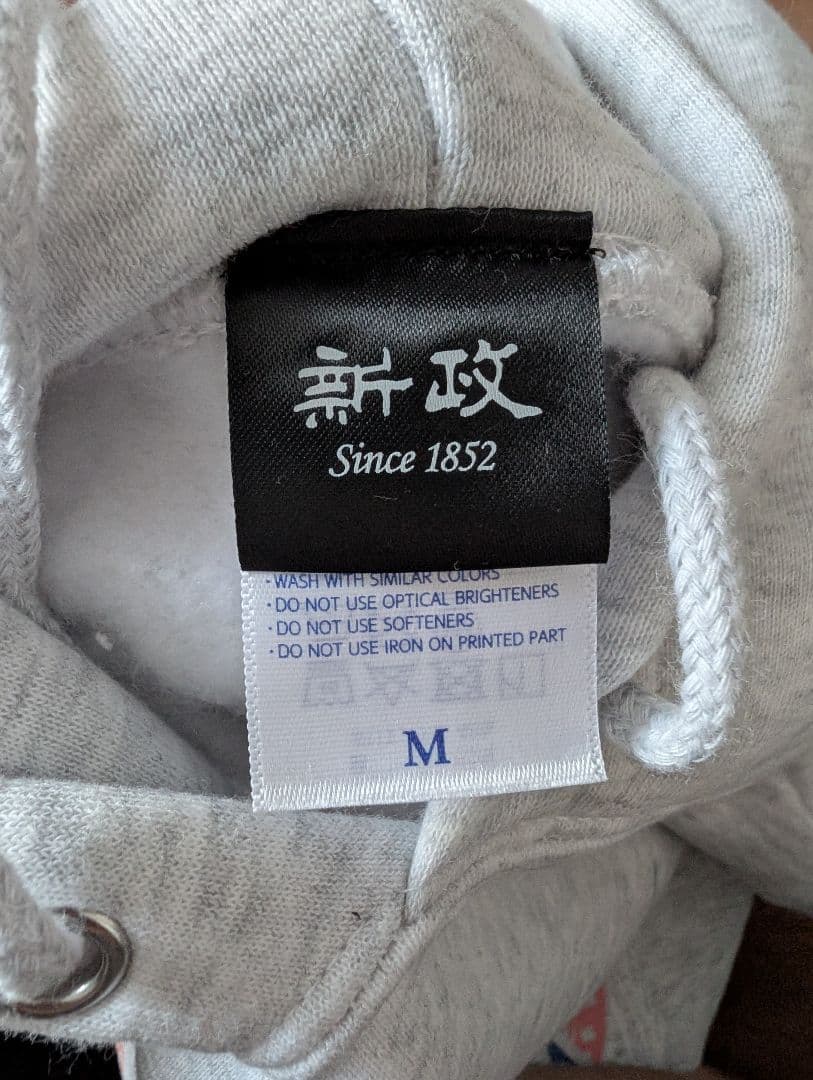 新政
Since 1852
· WASH WITH SIMILAR COLORS
· DO NOT USE OPTICAL BRIGHTENERS
· DO NOT USE SOFTENERS
· DO NOT USE IRON ON PRINTED PART
M